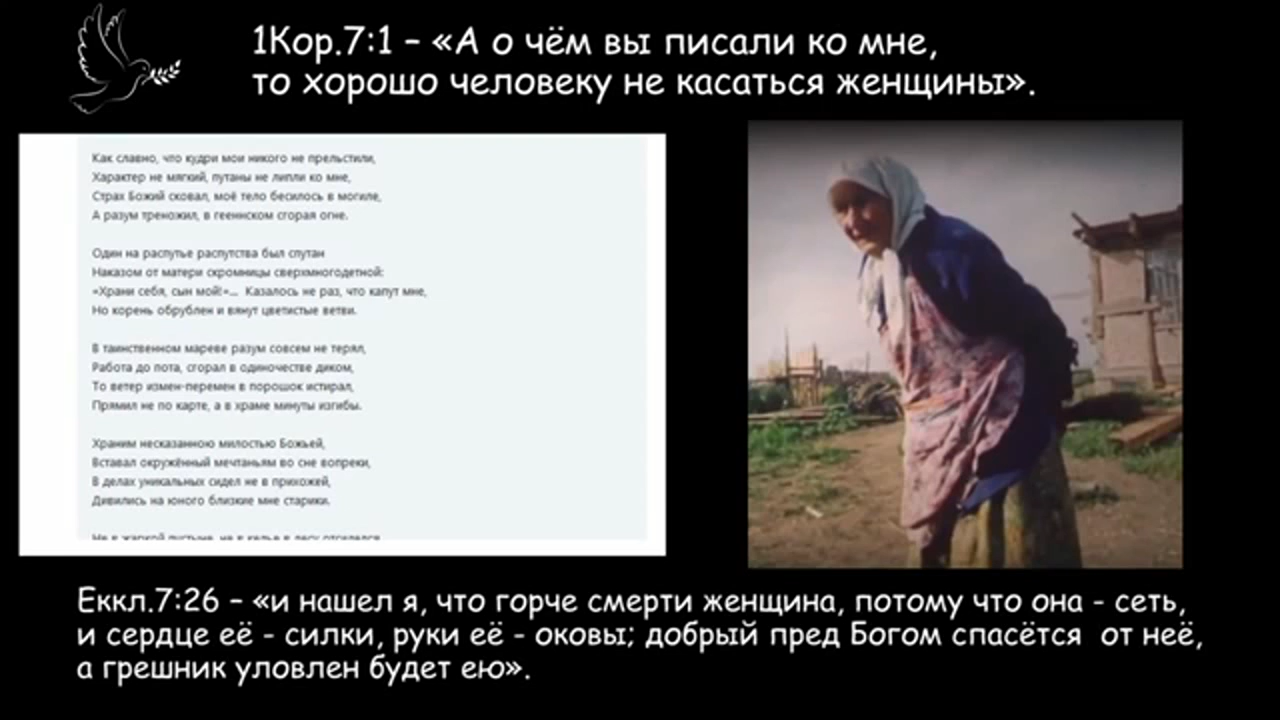 1Кор.7:1 – «А о чём вы писали ко мне,
то хорошо человеку не касаться женщины».
Как славно, что кудри мои никого не прельстили,
Характер не мягкий, путаны не липли ко мне,
Страх Божий сковал, моё тело бесилось в могиле,
А разум треножил, в геенском сгорая огне.
Один на распутье распутства был спутан
Наказом от матери скромницы сверхмногодетной:
«Храни себя, сын мой!»... Казалось не раз, что капут мне,
Но корень обрублен и вянут цветистые ветви.
В таинственном мареве разум совсем не терял,
Работа до пота, сгорал в одиночестве диком,
То ветер измен-перемен в порошок истирал,
Прямил не по карте, а в храме минуты изгибы.
Храним несказанною милостью Божьей,
Вставал окружённый мечтаньям во сне вопреки,
В делах уникальных сидел не в прихожей,
Дивились на юного близкие мне старики.
Не в жаркой пустыне, не в келье в лесу отсиделся
Еккл.7:26 – «и нашел я, что горче смерти женщина, потому что она - сеть,
и сердце её - силки, руки её - оковы; добрый пред Богом спасётся от неё,
а грешник уловлен будет ею».